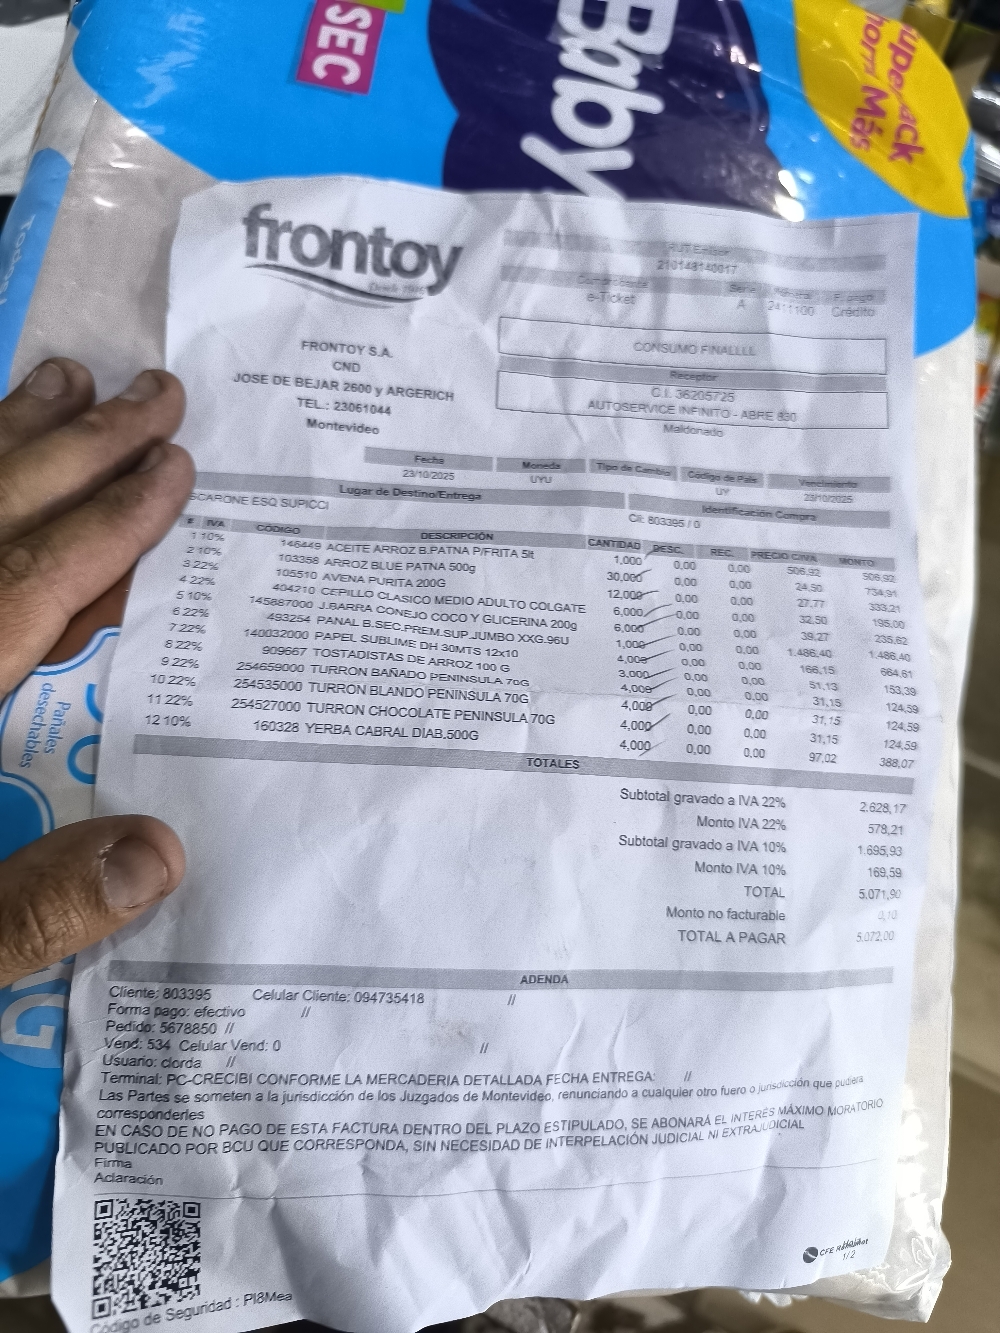 SEC
Baby
frontoy
Desde
RUT Emisor
210148140017
Comprobante Serie Número F. pago
e-Ticket A 2411100 Crédito
CONSUMO FINALLLL
Receptor
C.I. 36205725
AUTOSERVICE INFINITO - ABRE 830
Maldonado
FRONTOY S.A.
CND
JOSE DE BEJAR 2600 y ARGERICH
TEL.: 23061044
Montevideo
Fecha Moneda Tipo de Cambio Código de País Vencimiento
23/10/2025 UYU UY 23/10/2025
Lugar de Destino/Entrega Identificación Compra
SCARONE ESQ SUPICCI CII: 803395 / 0
# IVA CÓDIGO DESCRIPCIÓN CANTIDAD DESC. REC. PRECIO C/IVA MONTO
1 10% 146449 ACEITE ARROZ B.PATNA P/FRITA 5lt 1,000 0,00 0,00 506,92 506,92
2 10% 103358 ARROZ BLUE PATNA 500g 30,000 0,00 0,00 24,50 734,91
3 22% 105510 AVENA PURITA 200G 12,000 0,00 0,00 27,77 333,21
4 22% 404210 CEPILLO CLASICO MEDIO ADULTO COLGATE 6,000 0,00 0,00 32,50 195,00
5 10% 145887000 J.BARRA CONEJO COCO Y GLICERINA 200g 6,000 0,00 0,00 39,27 235,62
6 22% 493254 PANAL B.SEC.PREM.SUP.JUMBO XXG.96U 1,000 0,00 0,00 1.486,40 1.486,40
7 22% 140032000 PAPEL SUBLIME DH 30MTS 12x10 4,000 0,00 0,00 166,15 664,61
8 22% 909667 TOSTADISTAS DE ARROZ 100 G 3,000 0,00 0,00 51,13 153,39
9 22% 254659000 TURRON BAÑADO PENINSULA 70G 4,000 0,00 0,00 31,15 124,59
10 22% 254535000 TURRON BLANDO PENINSULA 70G 4,000 0,00 0,00 31,15 124,59
11 22% 254527000 TURRON CHOCOLATE PENINSULA 70G 4,000 0,00 0,00 31,15 124,59
12 10% 160328 YERBA CABRAL DIAB.500G 4,000 0,00 0,00 97,02 388,07
TOTALES
Subtotal gravado a IVA 22% 2.628,17
Monto IVA 22% 578,21
Subtotal gravado a IVA 10% 1.695,93
Monto IVA 10% 169,59
TOTAL 5.071,90
Monto no facturable 0,10
TOTAL A PAGAR 5.072,00
ADENDA
Cliente: 803395 Celular Cliente: 094735418 //
Forma pago: efectivo //
Pedido: 5678850 //
Vend: 534 Celular Vend: 0 //
Usuario: clorda //
Terminal: PC-CRECIBI CONFORME LA MERCADERIA DETALLADA FECHA ENTREGA: //
Las Partes se someten a la jurisdicción de los Juzgados de Montevideo, renunciando a cualquier otro fuero o jurisdicción que pudiera
corresponderles
EN CASO DE NO PAGO DE ESTA FACTURA DENTRO DEL PLAZO ESTIPULADO, SE ABONARÁ EL INTERÉS MÁXIMO MORATORIO
PUBLICADO POR BCU QUE CORRESPONDA, SIN NECESIDAD DE INTERPELACIÓN JUDICIAL NI EXTRAJUDICIAL
Firma
Aclaración
Código de Seguridad : PI8Mea
CFE
1/2
Pañales
desechables